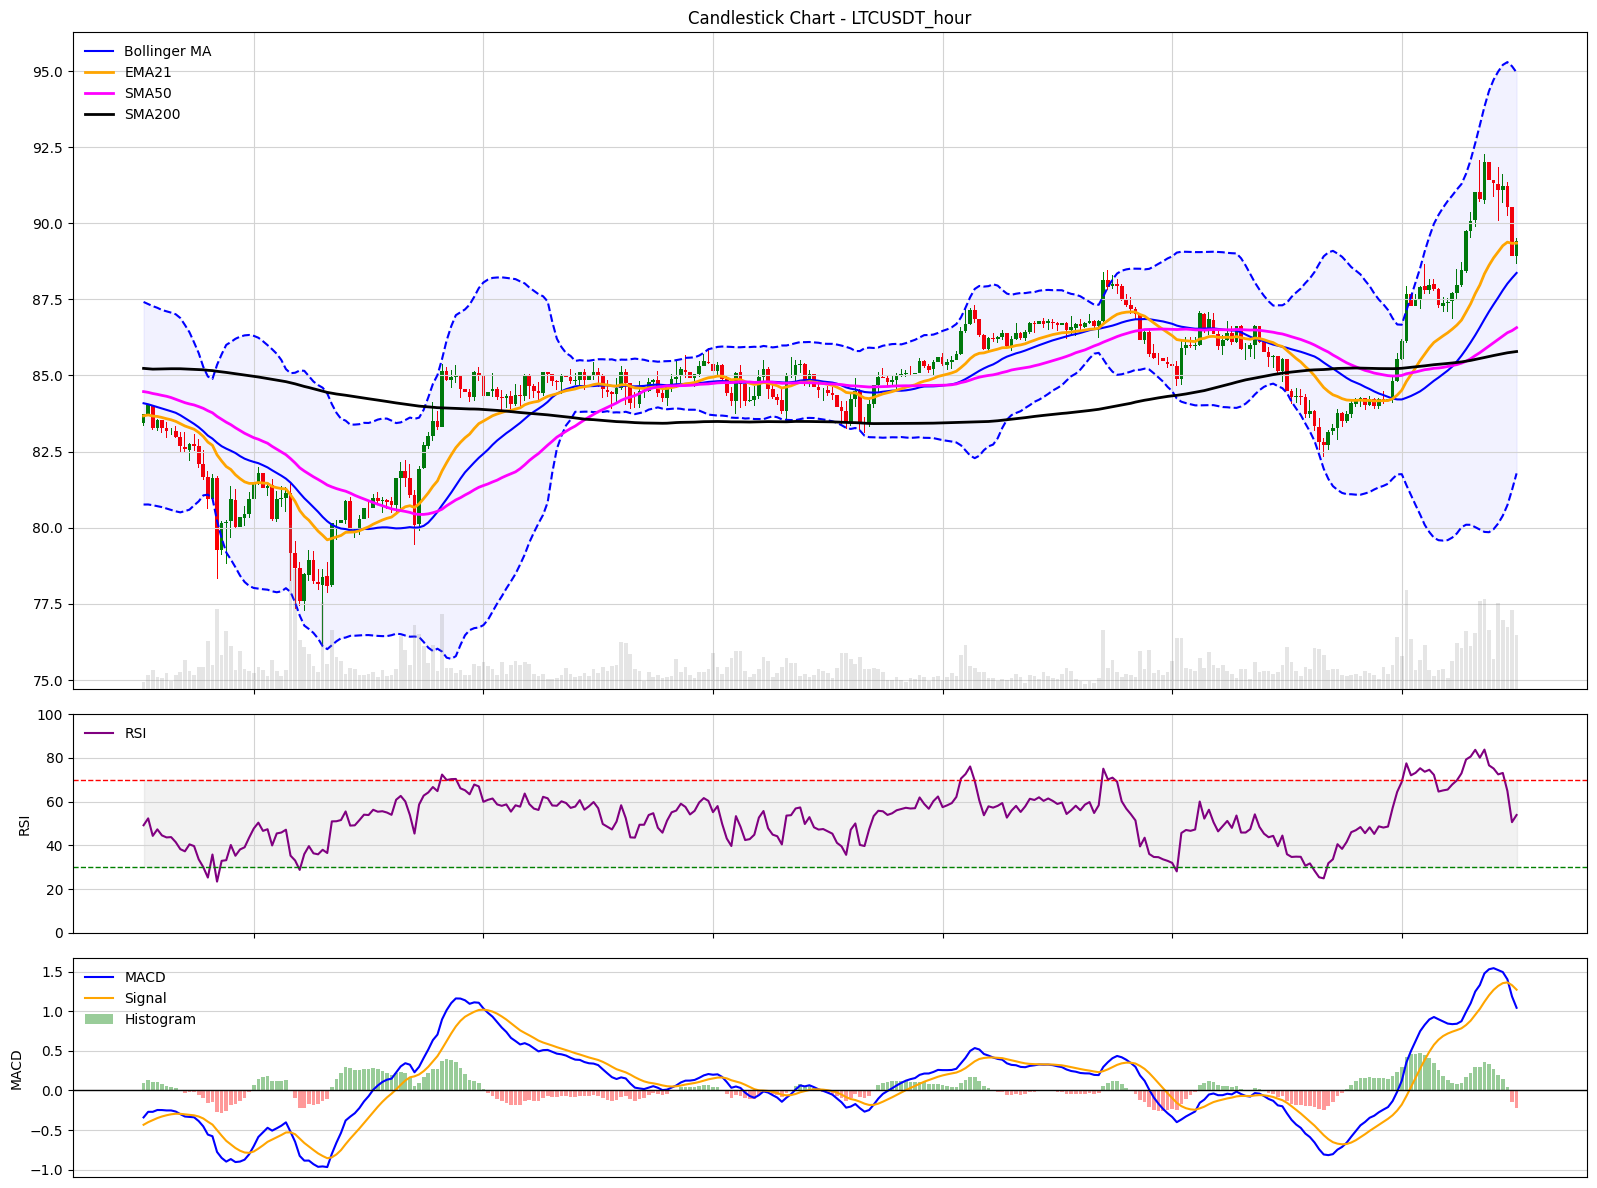 Candlestick Chart - LTCUSDT_hour
Bollinger MA
EMA21
SMA50
SMA200
95.0
92.5
90.0
87.5
85.0
82.5
80.0
77.5
75.0
RSI
RSI
100
80
60
40
20
0
MACD
Signal
Histogram
MACD
1.5
1.0
0.5
0.0
−0.5
−1.0